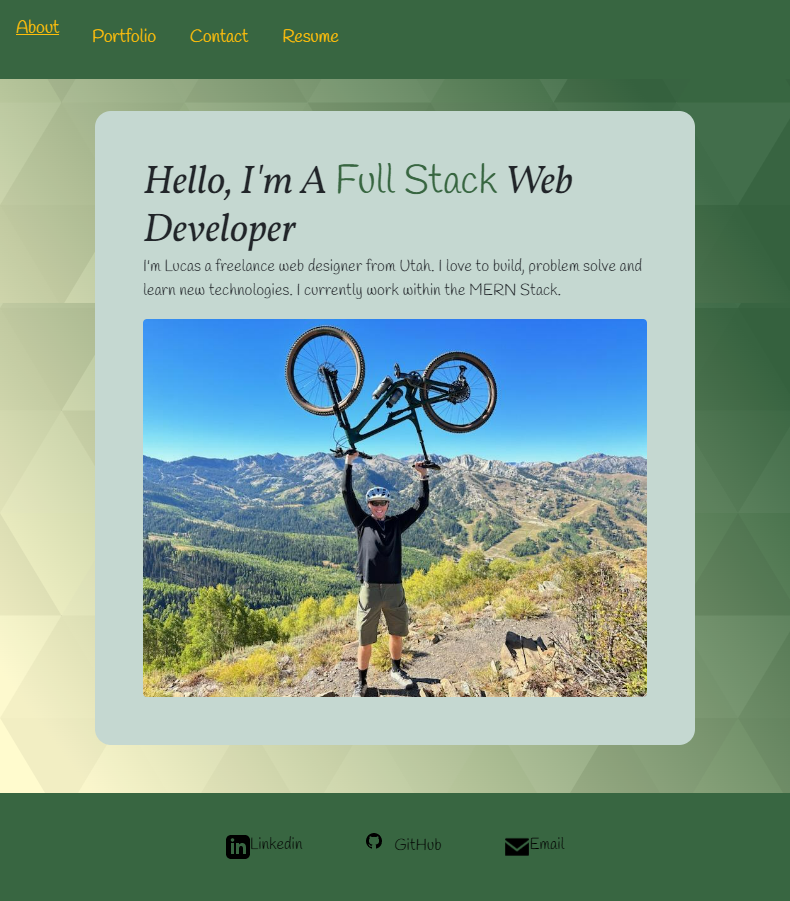 About
Portfolio Contact Resume
Hello, I'm A Full Stack Web
Developer
I'm Lucas a freelance web designer from Utah. I love to build, problem solve and
learn new technologies. I currently work within the MERN Stack.
in Linkedin GitHub Email